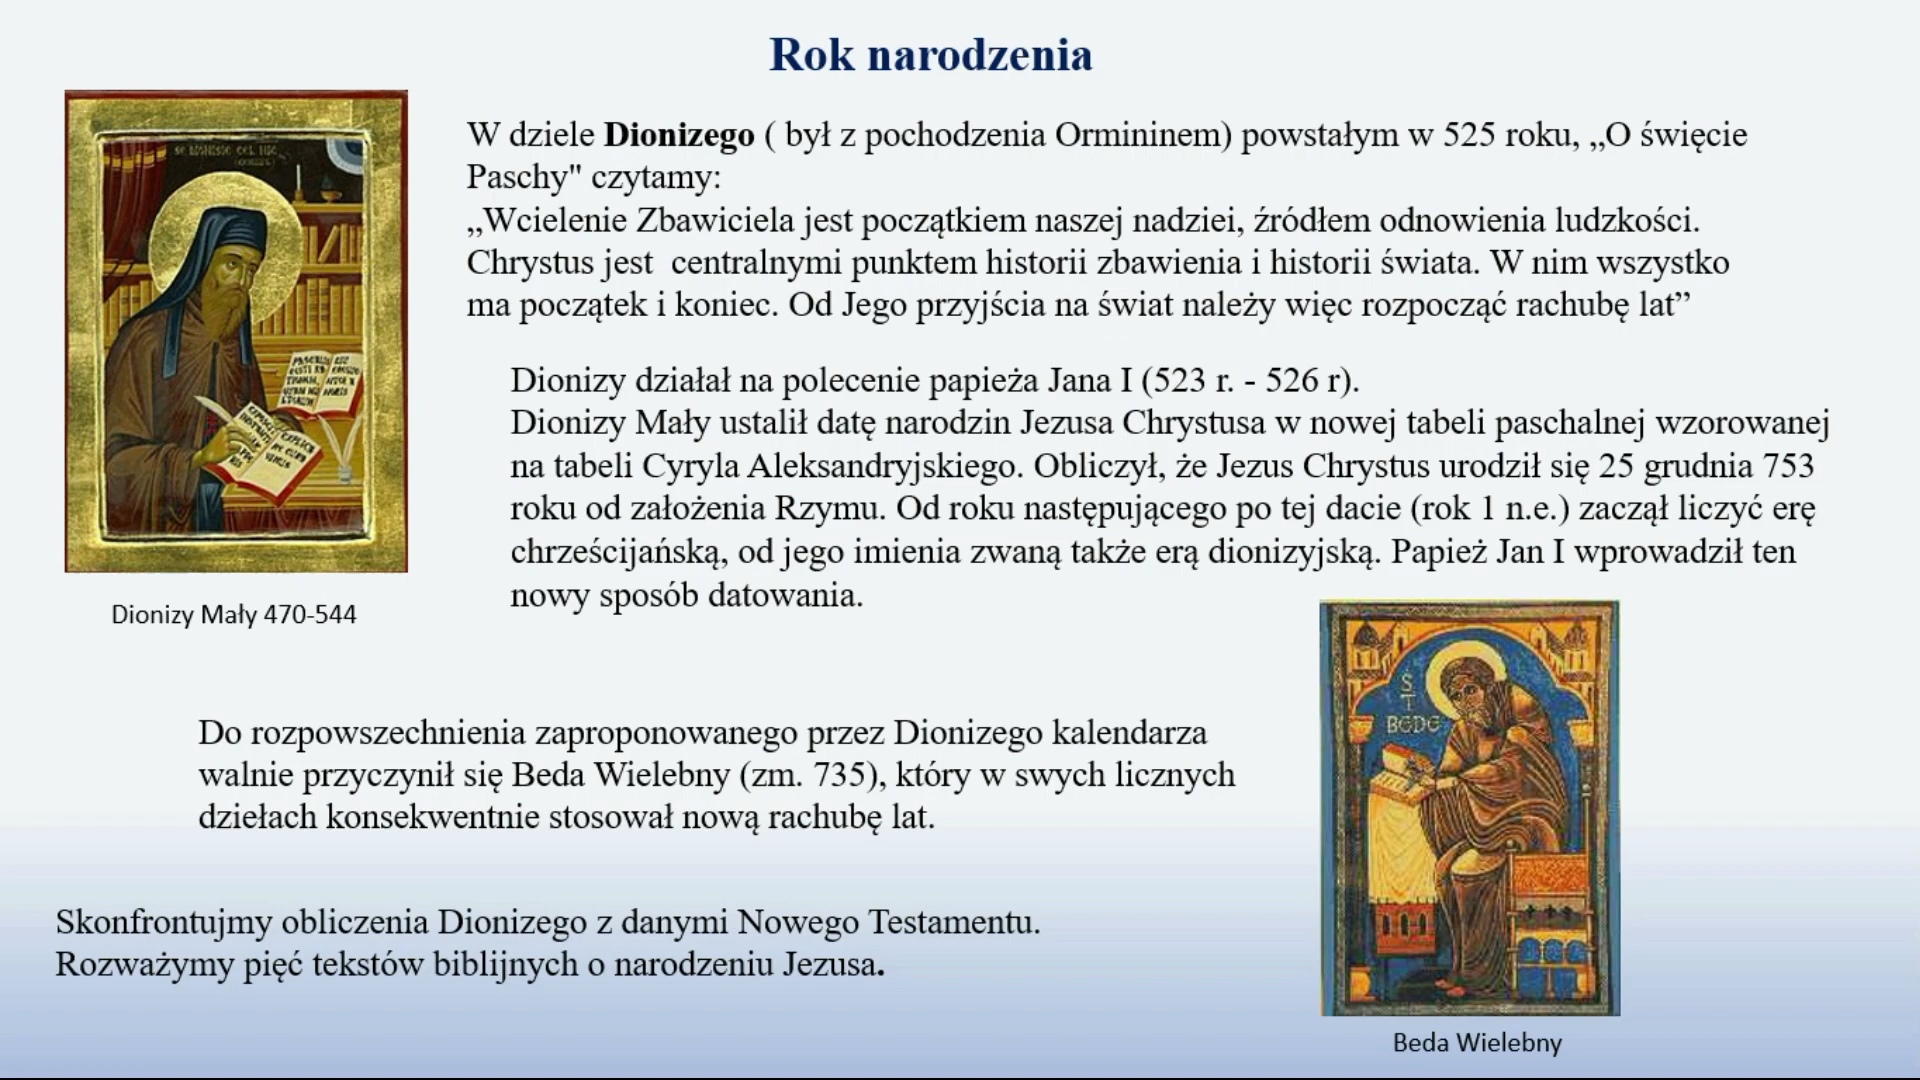 Rok narodzenia
W dziele Dionizego ( był z pochodzenia Ormininem) powstałym w 525 roku, „O święcie
Paschy" czytamy:
„Wcielenie Zbawiciela jest początkiem naszej nadziei, źródłem odnowienia ludzkości.
Chrystus jest  centralnymi punktem historii zbawienia i historii świata. W nim wszystko
ma początek i koniec. Od Jego przyjścia na świat należy więc rozpocząć rachubę lat”
Dionizy działał na polecenie papieża Jana I (523 r. - 526 r).
Dionizy Mały ustalił datę narodzin Jezusa Chrystusa w nowej tabeli paschalnej wzorowanej
na tabeli Cyryla Aleksandryjskiego. Obliczył, że Jezus Chrystus urodził się 25 grudnia 753
roku od założenia Rzymu. Od roku następującego po tej dacie (rok 1 n.e.) zaczął liczyć erę
chrześcijańską, od jego imienia zwaną także erą dionizyjską. Papież Jan I wprowadził ten
nowy sposób datowania.
Dionizy Mały 470-544
Do rozpowszechnienia zaproponowanego przez Dionizego kalendarza
walnie przyczynił się Beda Wielebny (zm. 735), który w swych licznych
dziełach konsekwentnie stosował nową rachubę lat.
S
T
BEDE
Skonfrontujmy obliczenia Dionizego z danymi Nowego Testamentu.
Rozważymy pięć tekstów biblijnych o narodzeniu Jezusa.
Beda Wielebny